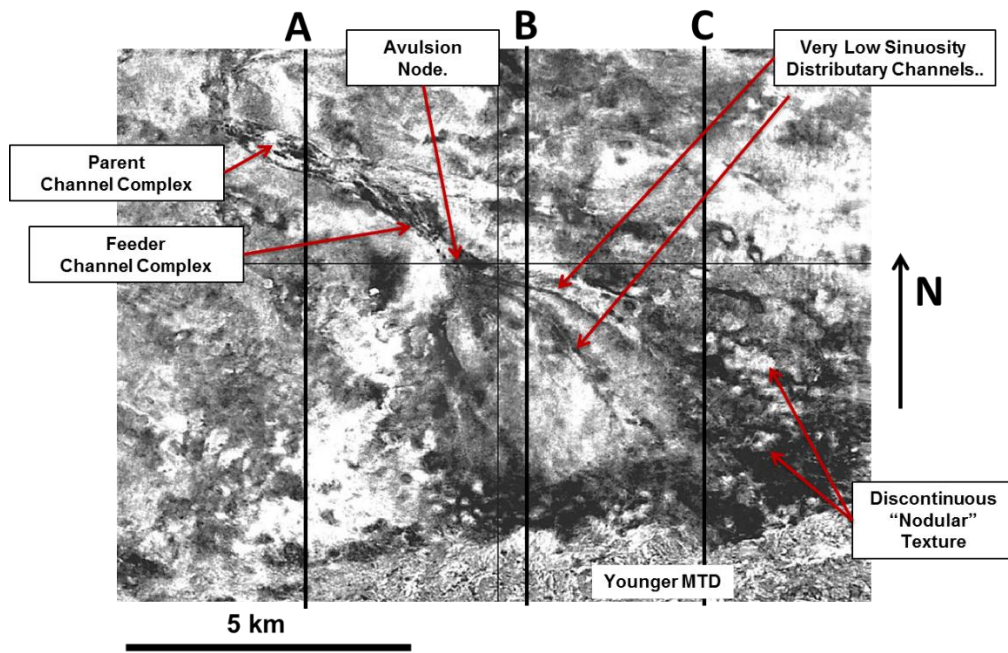 A
B
C
Avulsion
Node.
Very Low Sinuosity
Distributary Channels..
Parent
Channel Complex
Feeder
Channel Complex
N
Discontinuous
“Nodular”
Texture
Younger MTD
5 km